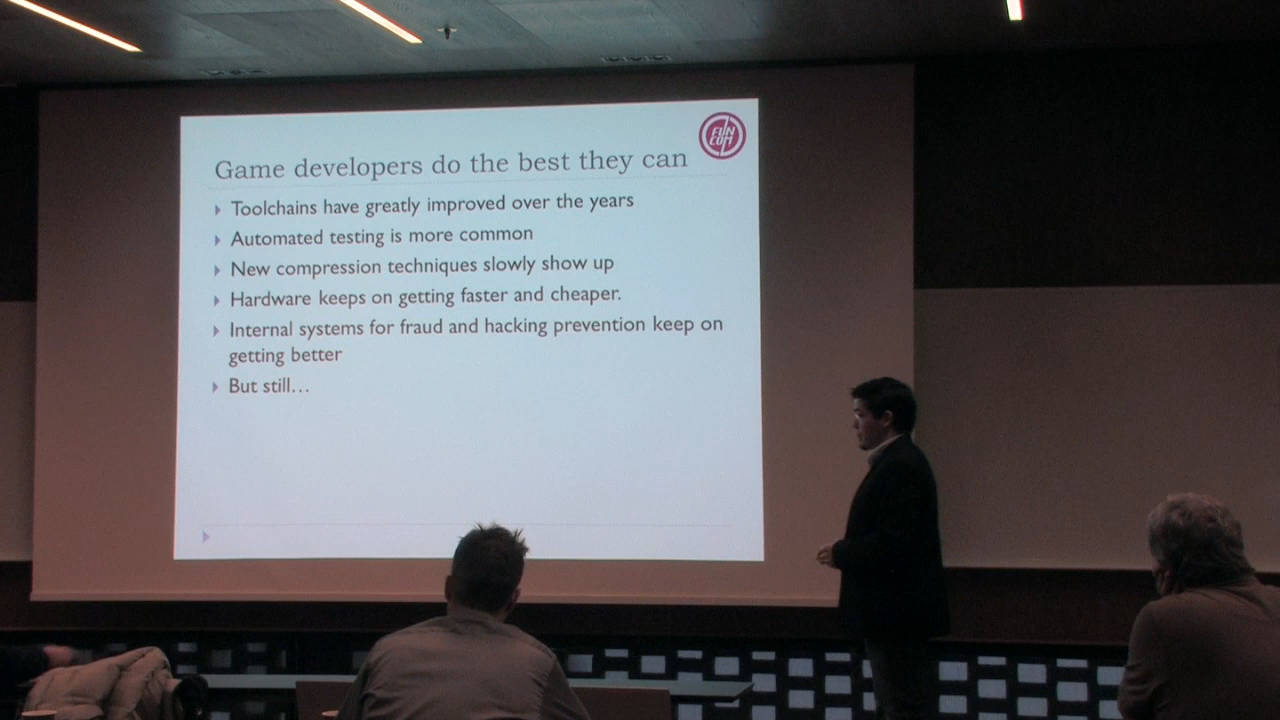 FUN
COM
Game developers do the best they can
Toolchains have greatly improved over the years
Automated testing is more common
New compression techniques slowly show up
Hardware keeps on getting faster and cheaper.
Internal systems for fraud and hacking prevention keep on
getting better
But still...